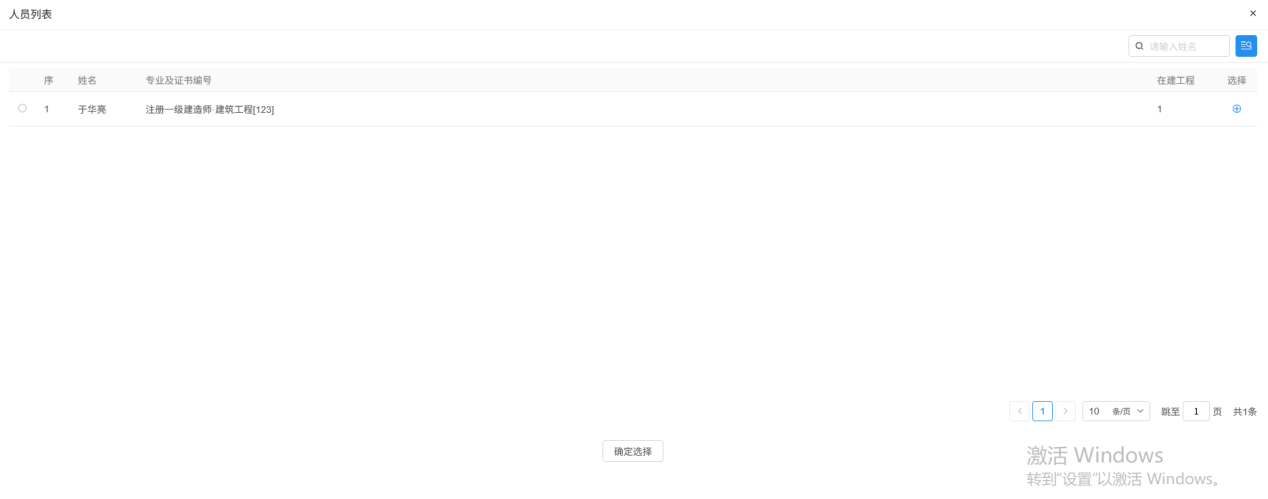 人员列表 ×
请输入姓名
序 姓名 专业及证书编号 在建工程 选择
1 于华亮 注册一级建造师·建筑工程[123] 1
1 10 条/页 跳至 1 页 共1条
确定选择
激活 Windows
转到“设置”以激活 Windows。